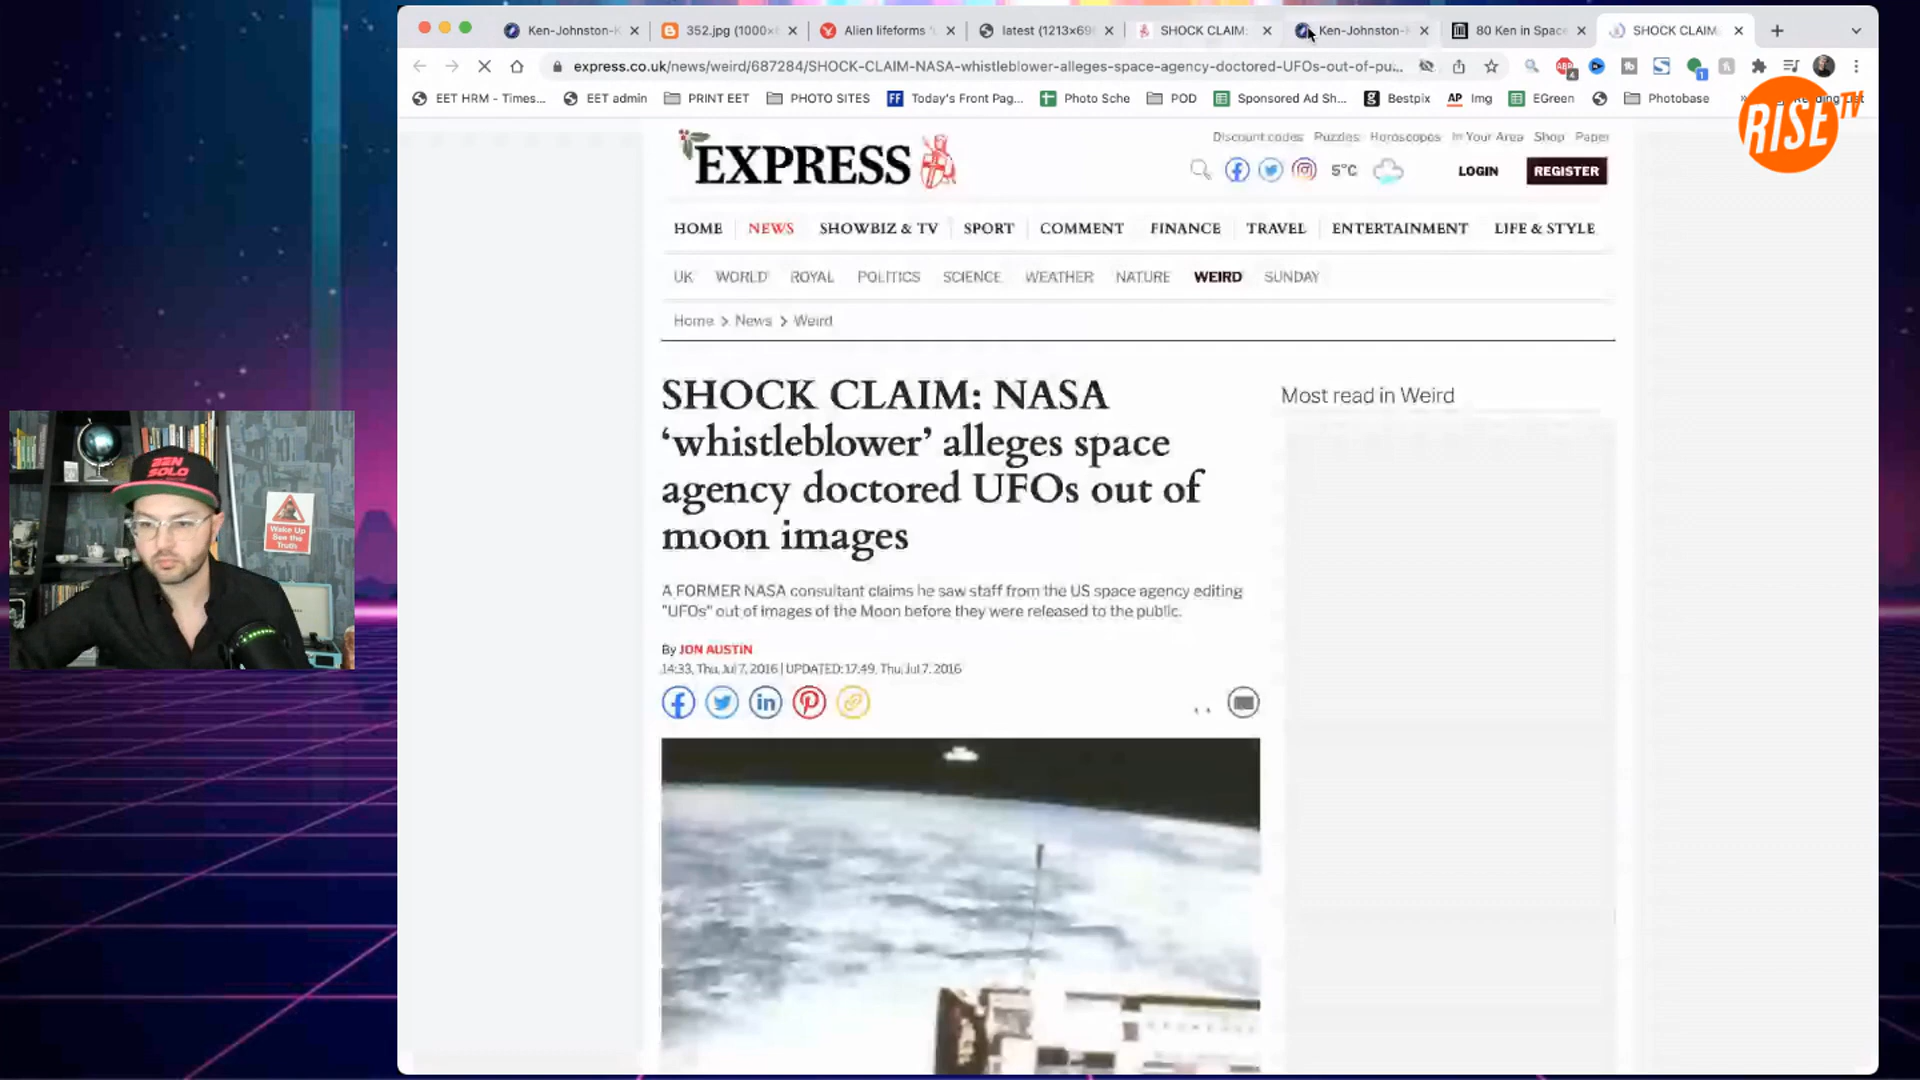 Ken-Johnston-
352.jpg (1000×
Alien lifeforms
latest (1213×69
SHOCK CLAIM:
Ken-Johnston-
80 Ken in Space
SHOCK CLAIM
express.co.uk/news/weird/687284/SHOCK-CLAIM-NASA-whistleblower-alleges-space-agency-doctored-UFOs-out-of-pu...
EET HRM - Times...
EET admin
PRINT EET
PHOTO SITES
Today's Front Pag...
Photo Sche
POD
Sponsored Ad Sh...
Bestpix
AP Img
EGreen
Photobase
RISE TV
Discount codes Puzzles Horoscopes In Your Area Shop Paper
EXPRESS
5°C
LOGIN
REGISTER
HOME NEWS SHOWBIZ & TV SPORT COMMENT FINANCE TRAVEL ENTERTAINMENT LIFE & STYLE
UK WORLD ROYAL POLITICS SCIENCE WEATHER NATURE WEIRD SUNDAY
Home > News > Weird
SHOCK CLAIM: NASA
‘whistleblower’ alleges space
agency doctored UFOs out of
moon images
Most read in Weird
A FORMER NASA consultant claims he saw staff from the US space agency editing
"UFOs" out of images of the Moon before they were released to the public.
By JON AUSTIN
14:33, Thu, Jul 7, 2016 | UPDATED: 17:49, Thu, Jul 7, 2016
BEN
SOLO
Wake Up
See the
Truth